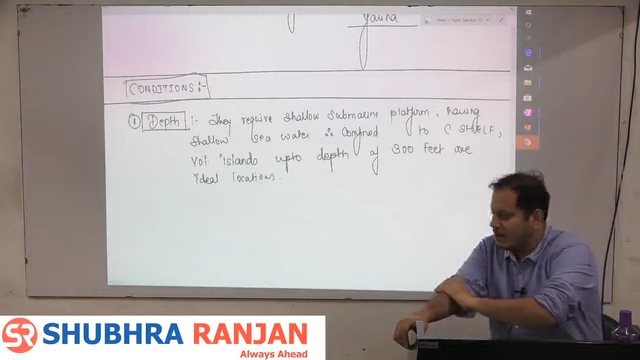 fauna
CONDITIONS :-
① Depth :- They require shallow submarine platform, having
shallow sea water ∴ confined to C SHELF,
Vol. islands upto depth of 300 feet are
ideal locations.
SR SHUBHRA RANJAN
Always Ahead